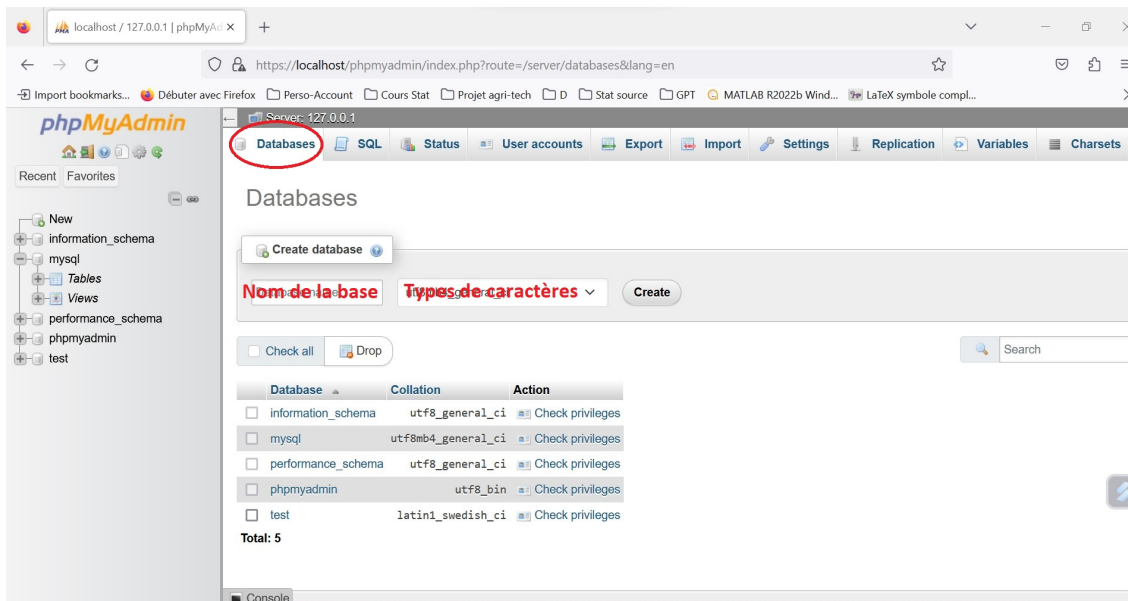 localhost / 127.0.0.1 | phpMyAd
https://localhost/phpmyadmin/index.php?route=/server/databases&lang=en
Import bookmarks... Débuter avec Firefox Perso-Account Cours Stat Projet agri-tech D Stat source GPT MATLAB R2022b Wind... LaTeX symbole compl...
phpMyAdmin
Recent Favorites
New
information_schema
mysql
Tables
Views
performance_schema
phpmyadmin
test
Server: 127.0.0.1
Databases SQL Status User accounts Export Import Settings Replication Variables Charsets
Databases
Create database
Nom de la base Types de caractères Create
Check all Drop Search
Database Collation Action
information_schema utf8_general_ci Check privileges
mysql utf8mb4_general_ci Check privileges
performance_schema utf8_general_ci Check privileges
phpmyadmin utf8_bin Check privileges
test latin1_swedish_ci Check privileges
Total: 5
Console